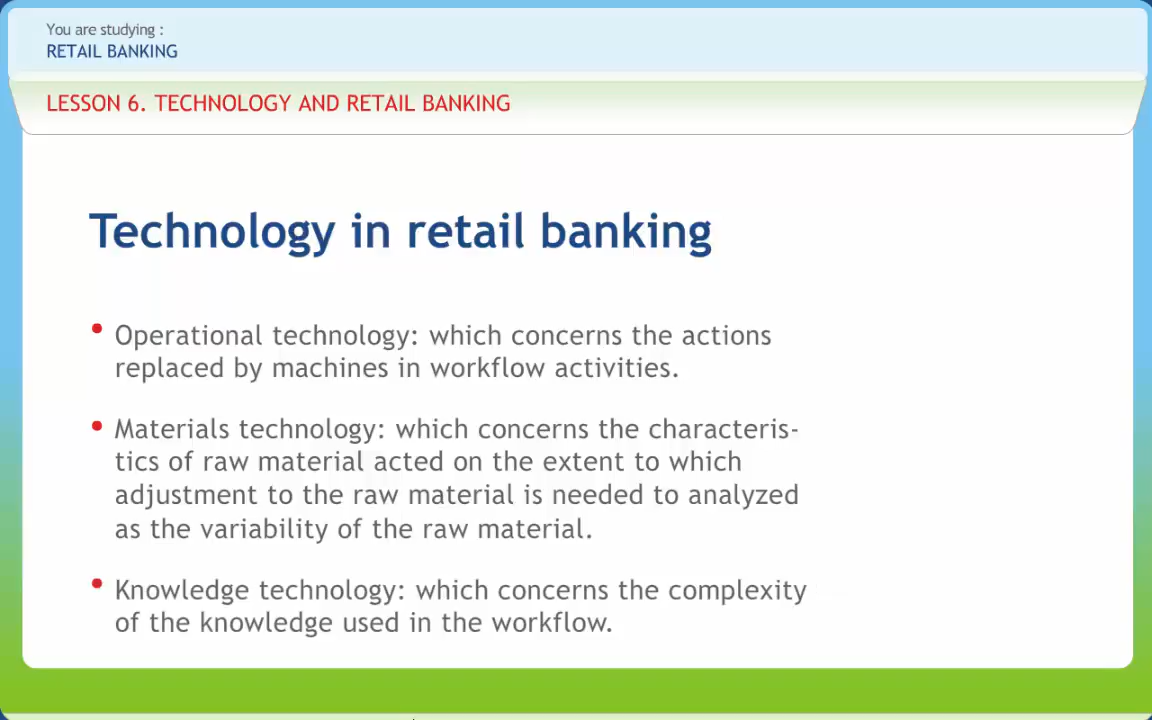 You are studying :
RETAIL BANKING
LESSON 6. TECHNOLOGY AND RETAIL BANKING
Technology in retail banking
• Operational technology: which concerns the actions
replaced by machines in workflow activities.
• Materials technology: which concerns the characteris-
tics of raw material acted on the extent to which
adjustment to the raw material is needed to analyzed
as the variability of the raw material.
• Knowledge technology: which concerns the complexity
of the knowledge used in the workflow.